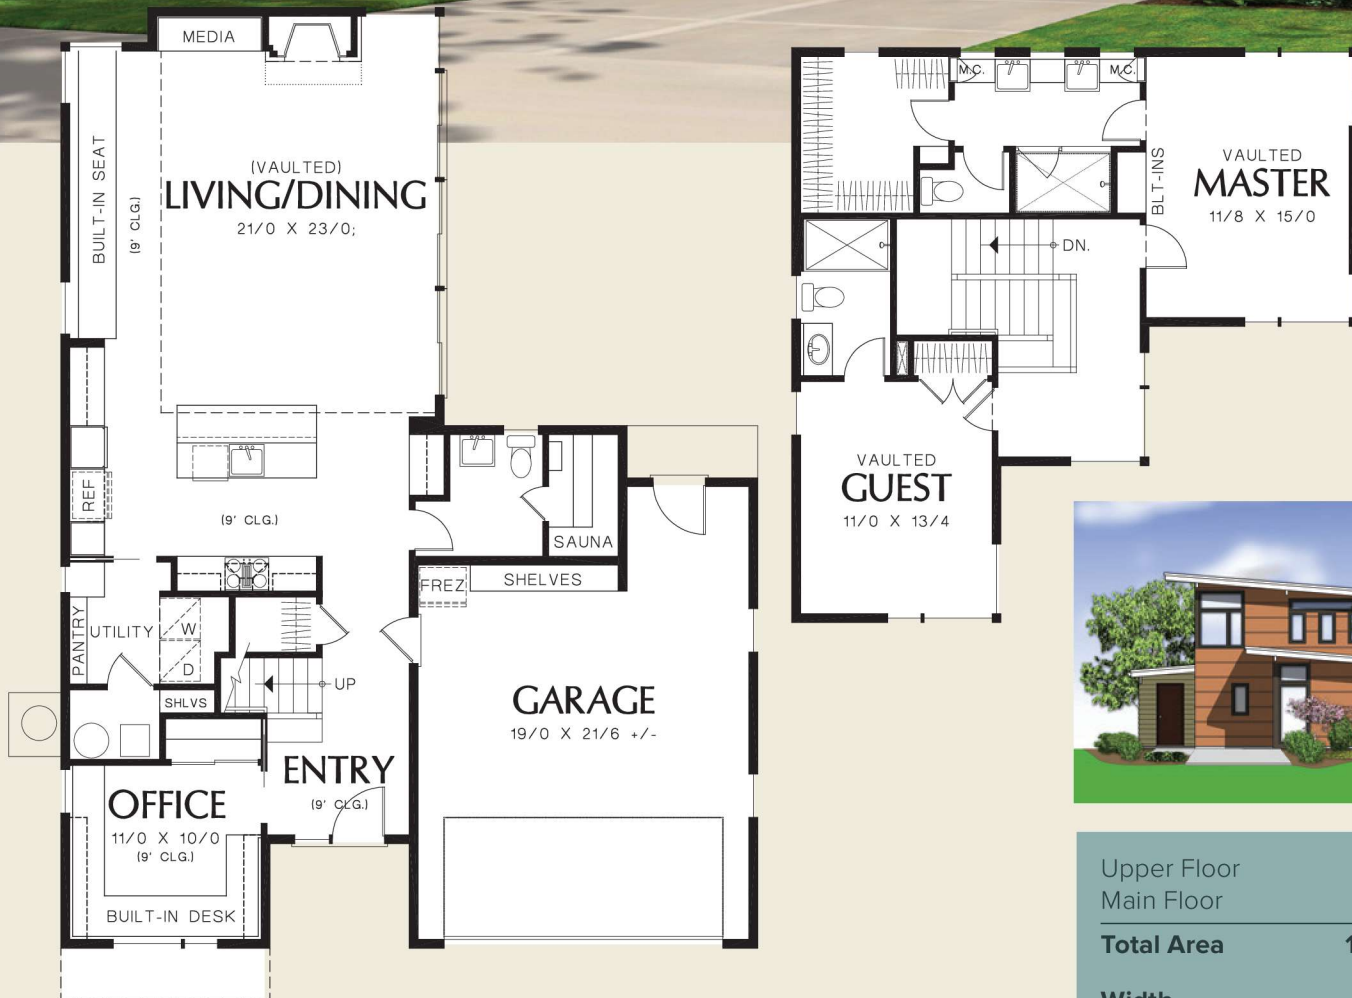 MEDIA
BUILT-IN SEAT
(9' CLG.)
(VAULTED)
LIVING/DINING
21/0 X 23/0;
REF
(9' CLG.)
SAUNA
FREZ
SHELVES
PANTRY
UTILITY
W
D
SHLVS
UP
GARAGE
19/0 X 21/6 +/-
ENTRY
(9' CLG.)
OFFICE
11/0 X 10/0
(9' CLG.)
BUILT-IN DESK
M.C.
M.C.
BLT-INS
VAULTED
MASTER
11/8 X 15/0
DN.
VAULTED
GUEST
11/0 X 13/4
Upper Floor
Main Floor
Total Area 1
Width